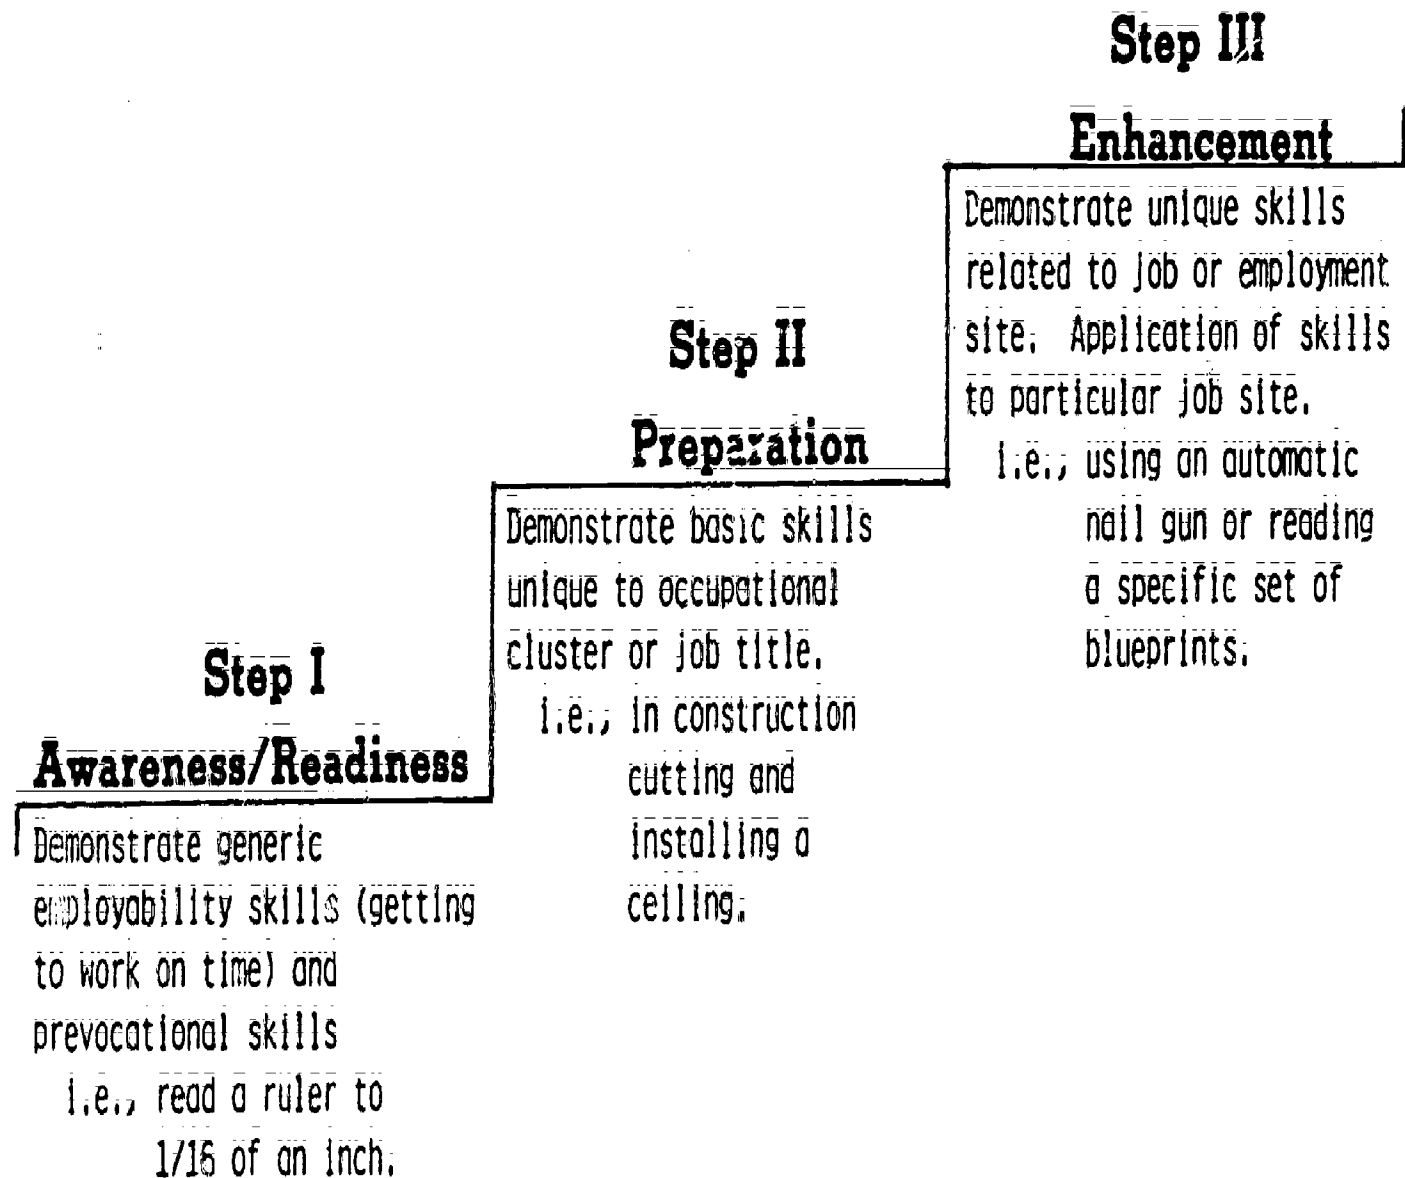 Step III
Enhancement
Demonstrate unique skills
related to job or employment
site. Application of skills
to particular job site.
i.e., using an automatic
nail gun or reading
a specific set of
blueprints.
Step II
Preparation
Demonstrate basic skills
unique to occupational
cluster or job title.
i.e., in construction
cutting and
installing a
ceiling.
Step I
Awareness/Readiness
Demonstrate generic
employability skills (getting
to work on time) and
prevocational skills
i.e., read a ruler to
1/16 of an inch.